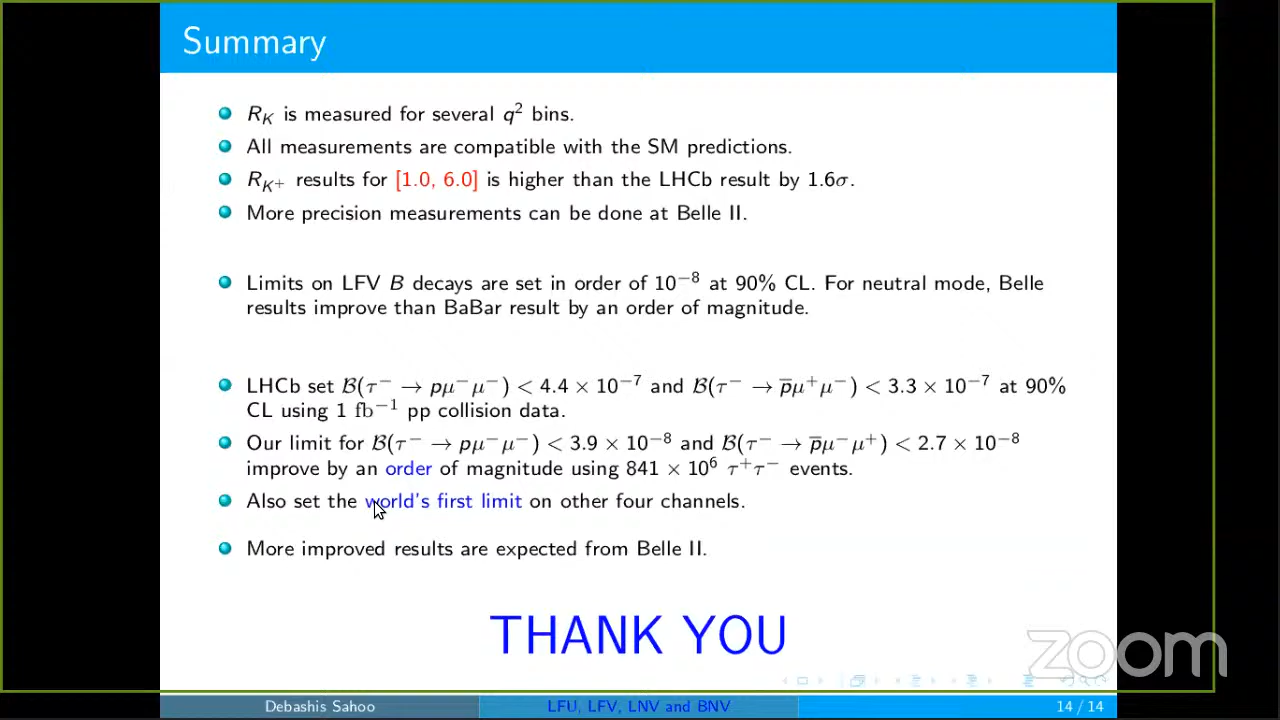 Summary
R_K is measured for several q² bins.
All measurements are compatible with the SM predictions.
R_{K⁺} results for [1.0, 6.0] is higher than the LHCb result by 1.6σ.
More precision measurements can be done at Belle II.
Limits on LFV B decays are set in order of 10⁻⁸ at 90% CL. For neutral mode, Belle
results improve than BaBar result by an order of magnitude.
LHCb set ℬ(τ⁻ → pμ⁻μ⁻) < 4.4 × 10⁻⁷ and ℬ(τ⁻ → p̅μ⁺μ⁻) < 3.3 × 10⁻⁷ at 90%
CL using 1 fb⁻¹ pp collision data.
Our limit for ℬ(τ⁻ → pμ⁻μ⁻) < 3.9 × 10⁻⁸ and ℬ(τ⁻ → p̅μ⁻μ⁺) < 2.7 × 10⁻⁸
improve by an order of magnitude using 841 × 10⁶ τ⁺τ⁻ events.
Also set the world's first limit on other four channels.
More improved results are expected from Belle II.
THANK YOU
zoom
Debashis Sahoo LFU, LFV, LNV and BNV 14 / 14